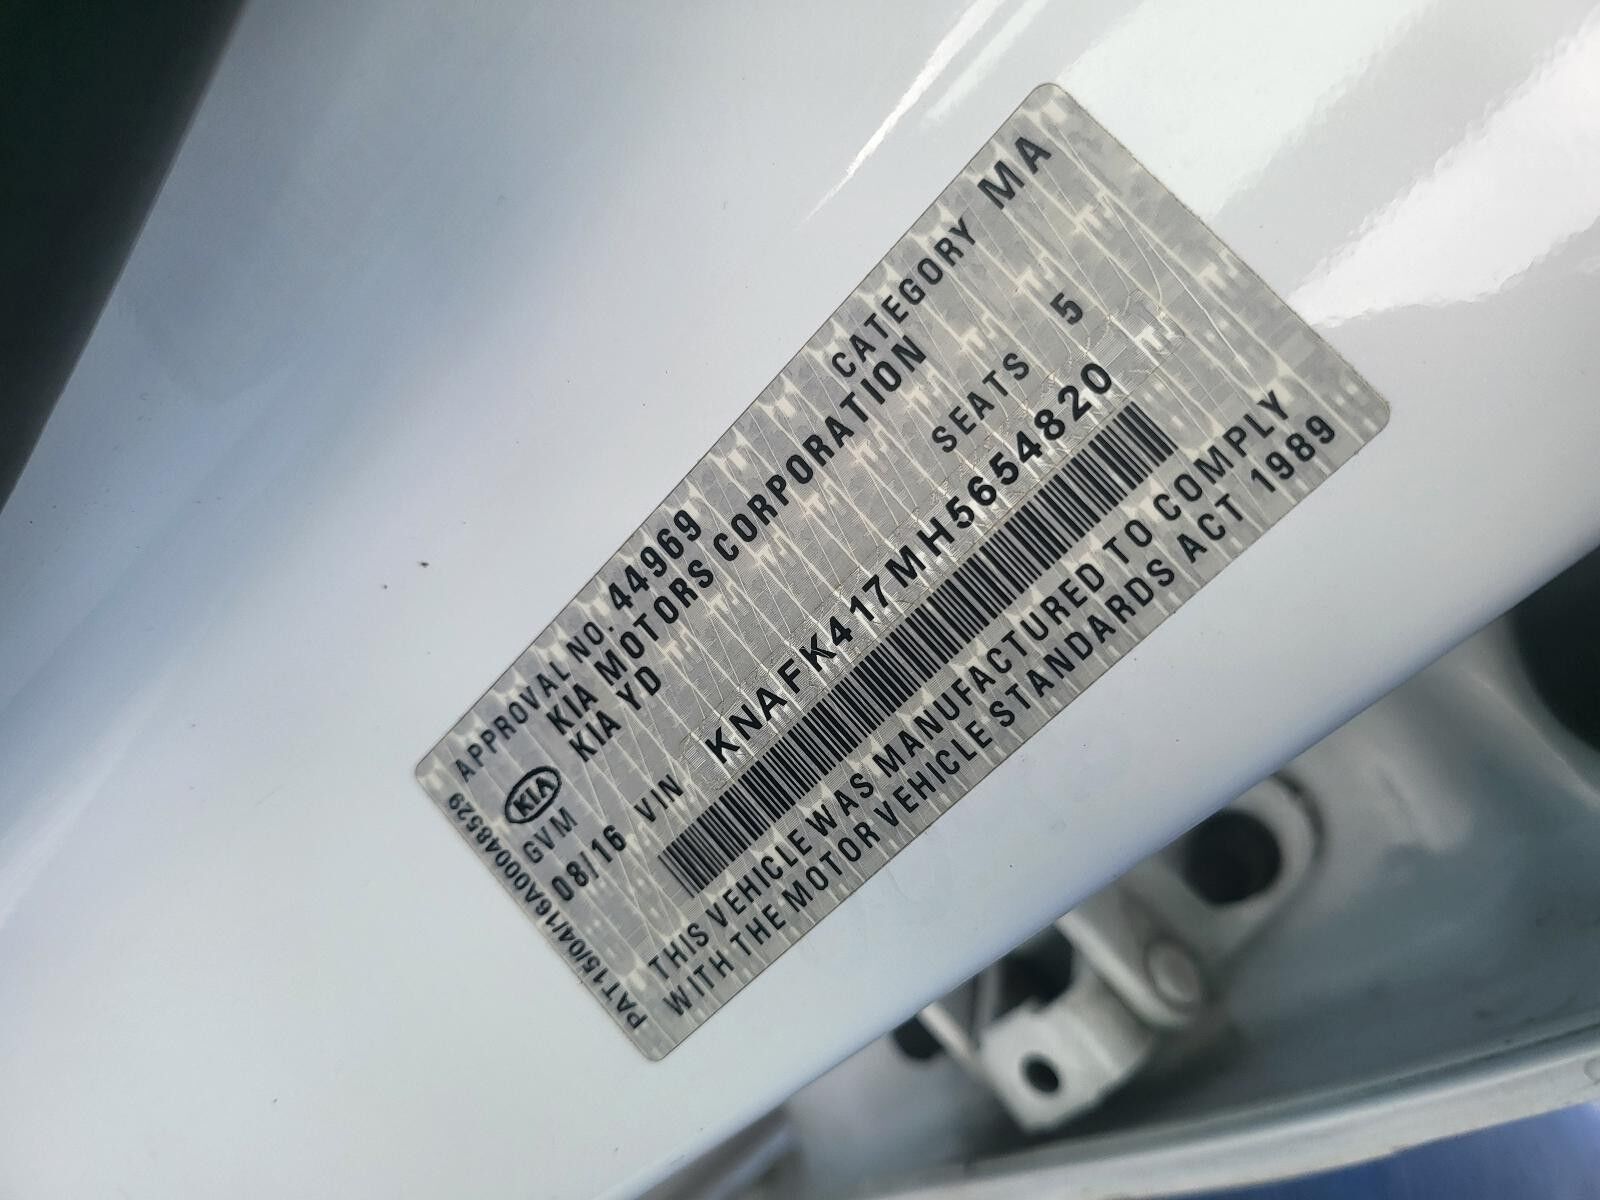 APPROVAL NO. 44969 CATEGORY MA
KIA MOTORS CORPORATION
KIA YD
KIA
GVM SEATS 5
08/16 VIN KNAFK417MH5654820
THIS VEHICLE WAS MANUFACTURED TO COMPLY
WITH THE MOTOR VEHICLE STANDARDS ACT 1989
PAT15/04/16A00048529